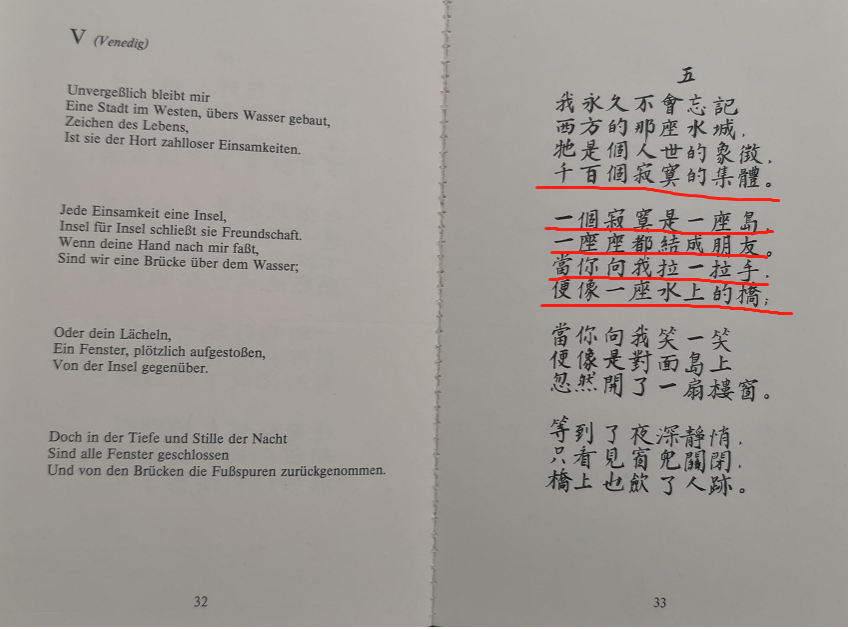 V (Venedig)
Unvergeßlich bleibt mir
Eine Stadt im Westen, übers Wasser gebaut,
Zeichen des Lebens,
Ist sie der Hort zahlloser Einsamkeiten.
Jede Einsamkeit eine Insel,
Insel für Insel schließt sie Freundschaft.
Wenn deine Hand nach mir faßt,
Sind wir eine Brücke über dem Wasser;
Oder dein Lächeln,
Ein Fenster, plötzlich aufgestoßen,
Von der Insel gegenüber.
Doch in der Tiefe und Stille der Nacht
Sind alle Fenster geschlossen
Und von den Brücken die Fußspuren zurückgenommen.
32
五
我永久不會忘記
西方的那座水城,
牠是個人世的象徵,
千百個寂寞的集體。
一個寂寞是一座島,
一座座都結成朋友。
當你向我拉一拉手,
便像一座水上的橋;
當你向我笑一笑
便像是對面島上
忽然開了一扇樓窗。
等到了夜深靜悄,
只看見窗兒關閉,
橋上也斂了人跡。
33